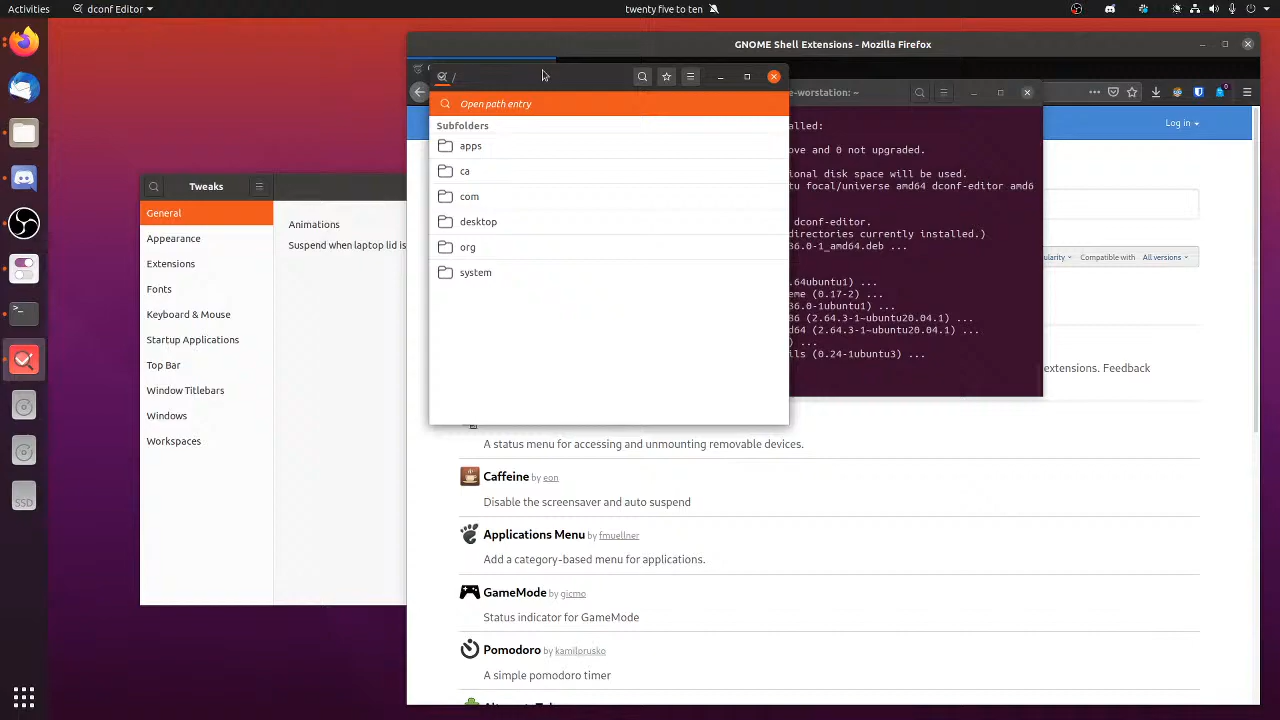 Activities
dconf Editor
twenty five to ten
GNOME Shell Extensions - Mozilla Firefox
/
Open path entry
Subfolders
apps
ca
com
desktop
org
system
Tweaks
General
Appearance
Extensions
Fonts
Keyboard & Mouse
Startup Applications
Top Bar
Window Titlebars
Windows
Workspaces
Animations
Suspend when laptop lid is
e-worstation: ~
alled:
ove and 0 not upgraded.
ional disk space will be used.
tu focal/universe amd64 dconf-editor amd6
dconf-editor.
directories currently installed.)
36.0-1_amd64.deb ...
.64ubuntu1) ...
eme (0.17-2) ...
36.0-1ubuntu1) ...
86 (2.64.3-1~ubuntu20.04.1) ...
d64 (2.64.3-1~ubuntu20.04.1) ...
) ...
ils (0.24-1ubuntu3) ...
Log in
ularity
Compatible with
All versions
extensions. Feedback
A status menu for accessing and unmounting removable devices.
Caffeine by eon
Disable the screensaver and auto suspend
Applications Menu by fmuellner
Add a category-based menu for applications.
GameMode by gicmo
Status indicator for GameMode
Pomodoro by kamilprusko
A simple pomodoro timer
SSD